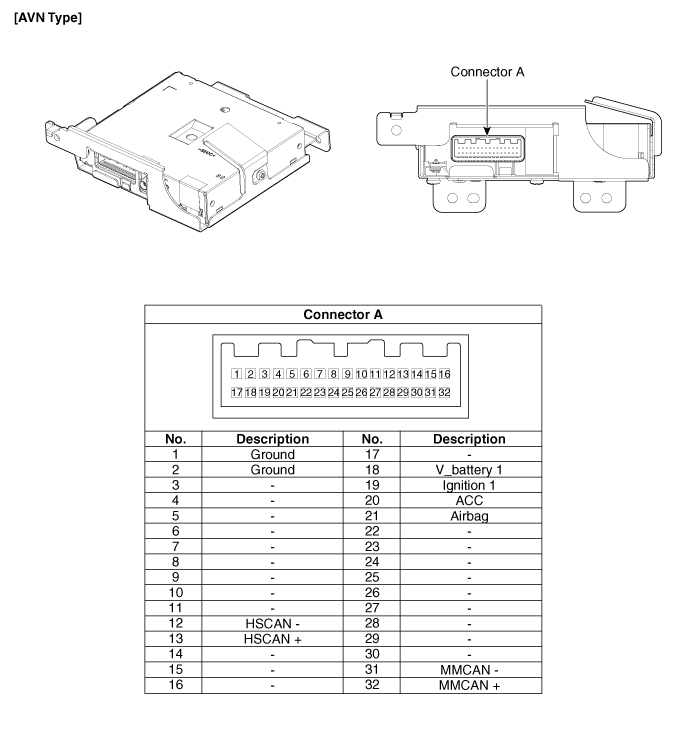 [AVN Type]
Connector A
Connector A
1 2 3 4 5 6 7 8 9 10 11 12 13 14 15 16
17 18 19 20 21 22 23 24 25 26 27 28 29 30 31 32
No. Description No. Description
1 Ground 17 -
2 Ground 18 V_battery 1
3 - 19 Ignition 1
4 - 20 ACC
5 - 21 Airbag
6 - 22 -
7 - 23 -
8 - 24 -
9 - 25 -
10 - 26 -
11 - 27 -
12 HSCAN - 28 -
13 HSCAN + 29 -
14 - 30 -
15 - 31 MMCAN -
16 - 32 MMCAN +